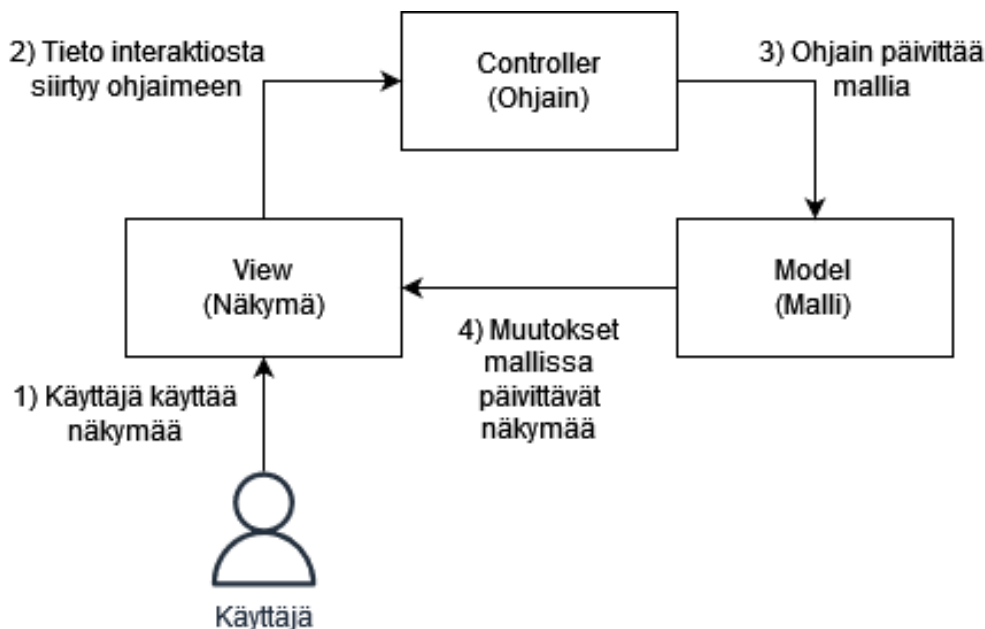 2) Tieto interaktiosta
siirtyy ohjaimeen
Controller
(Ohjain)
3) Ohjain päivittää
mallia
View
(Näkymä)
Model
(Malli)
4) Muutokset
mallissa
päivittävät
näkymää
1) Käyttäjä käyttää
näkymää
Käyttäjä